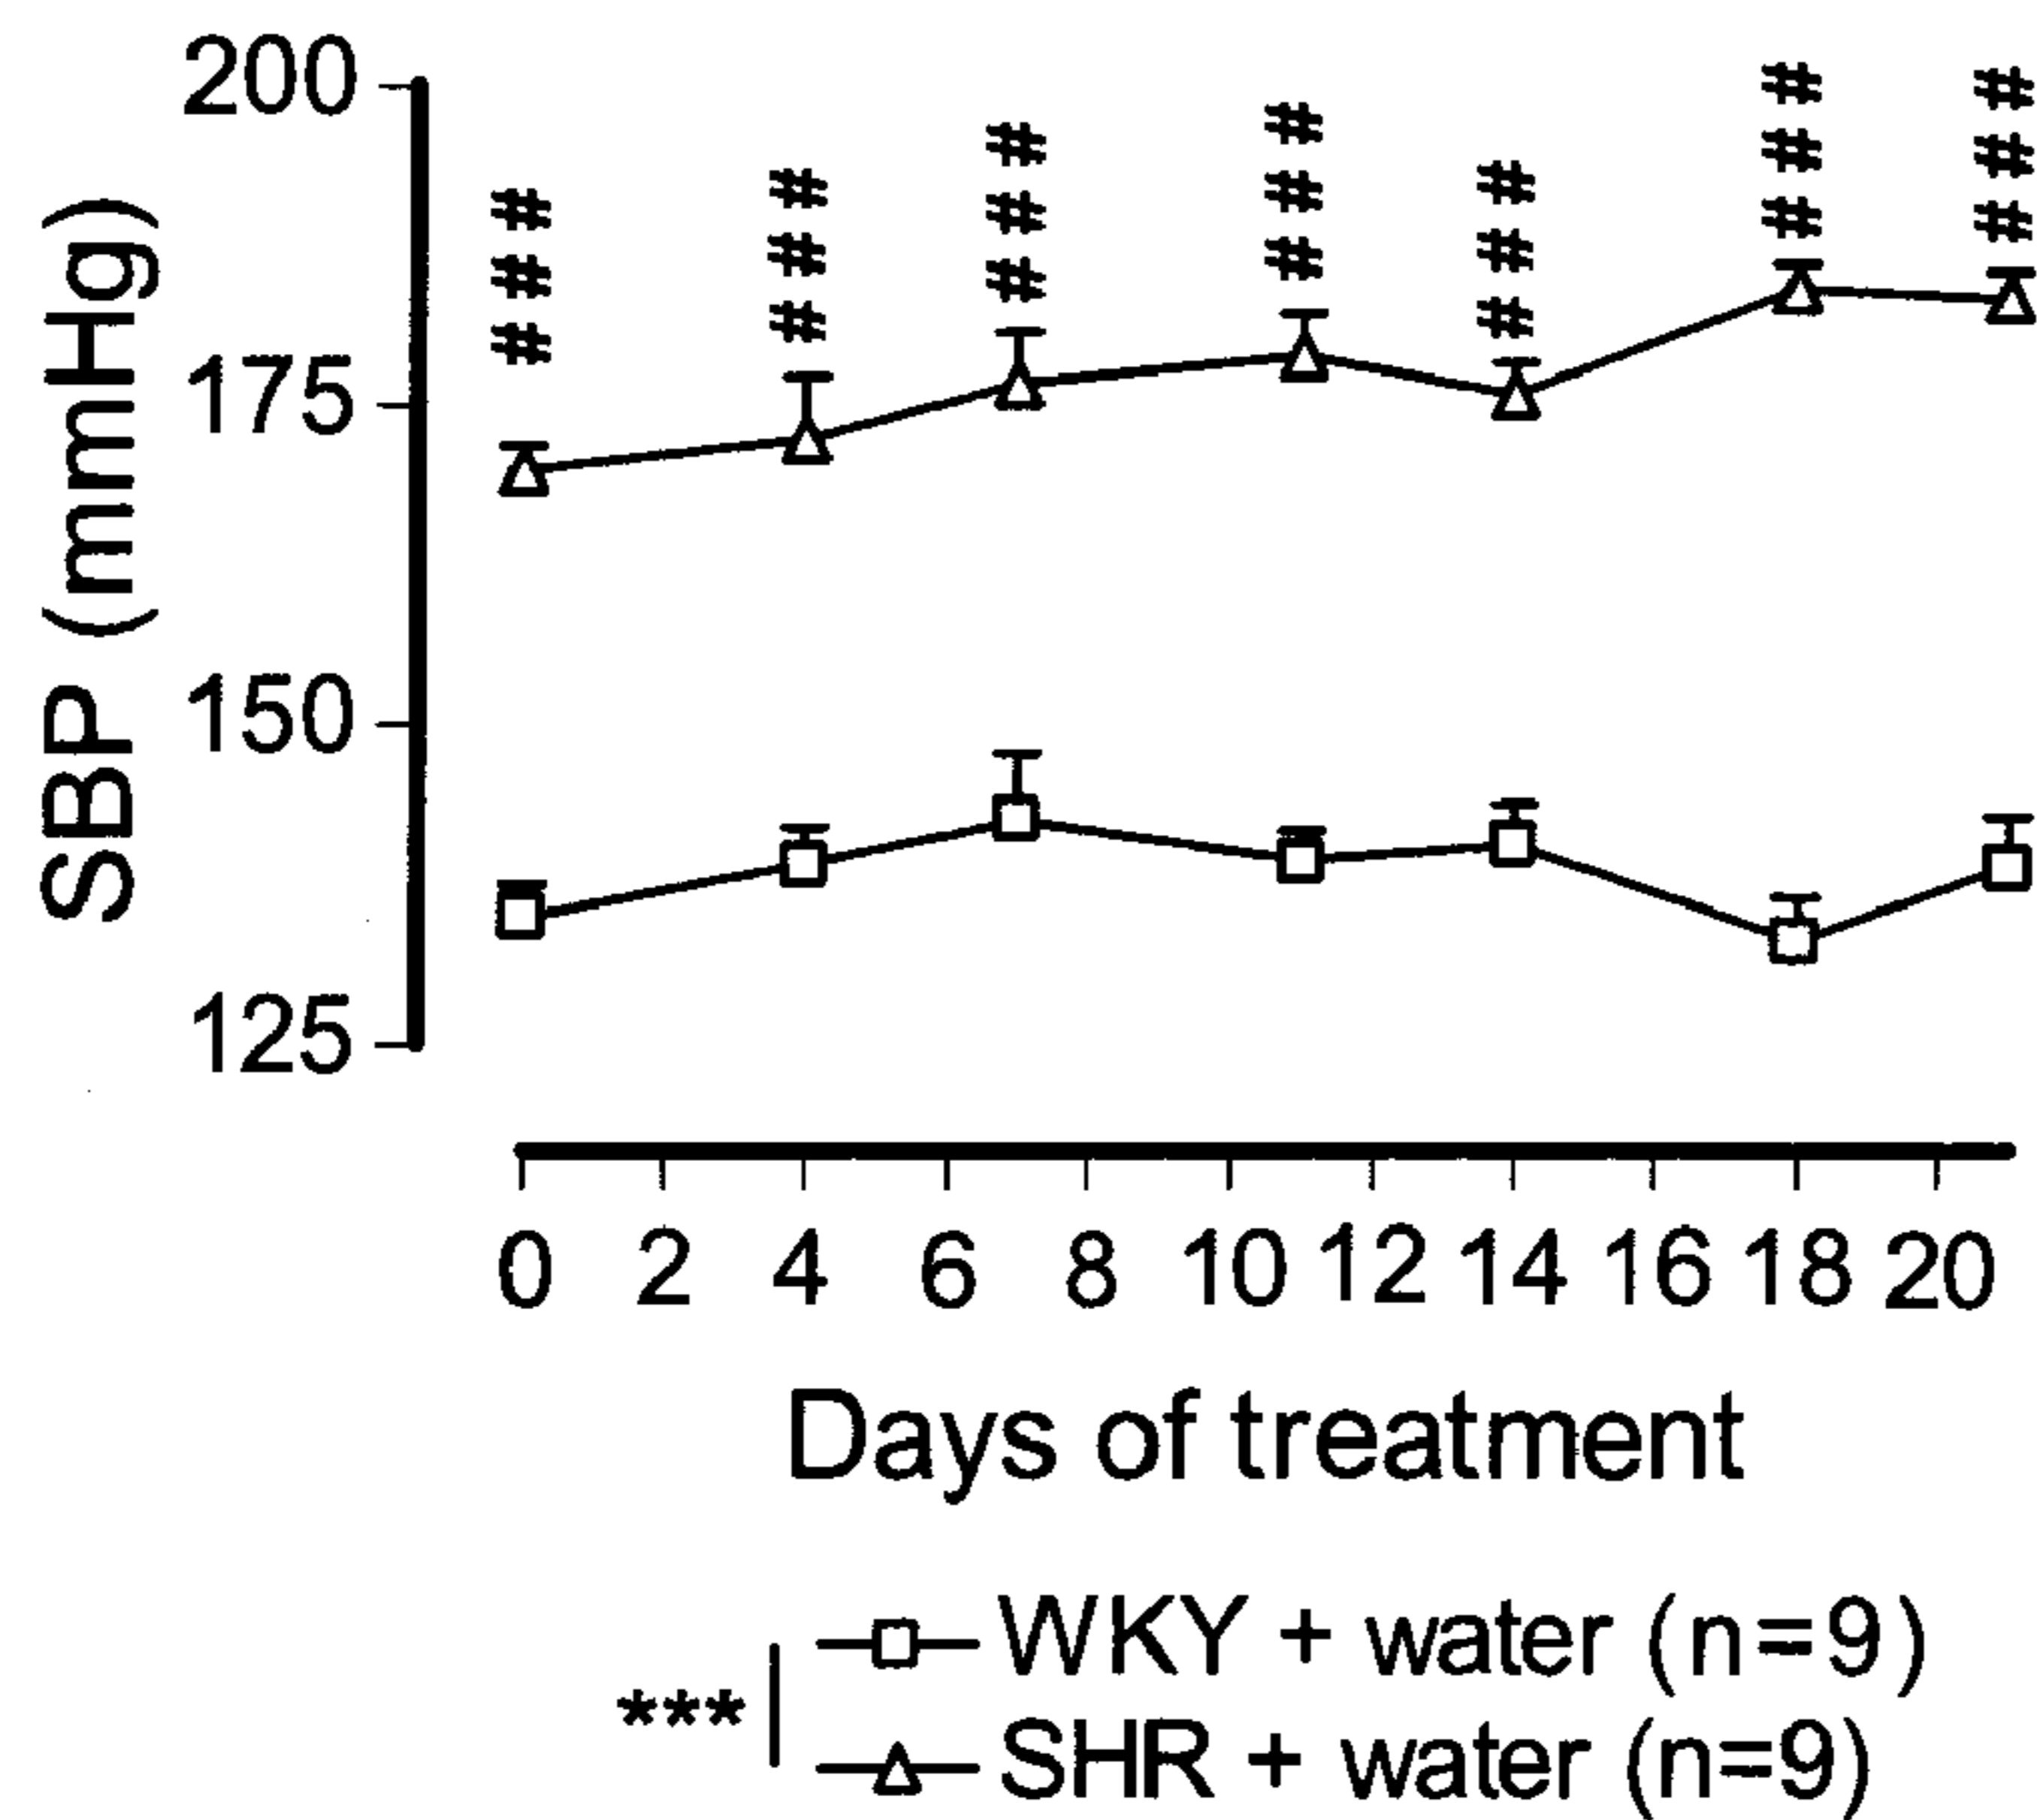 200
175
150
125
SBP (mmHg)
# # # # # # #
# # # # # # #
# # # # # # #
0 2 4 6 8 10 12 14 16 18 20
Days of treatment
WKY + water (n=9)
***
SHR + water (n=9)